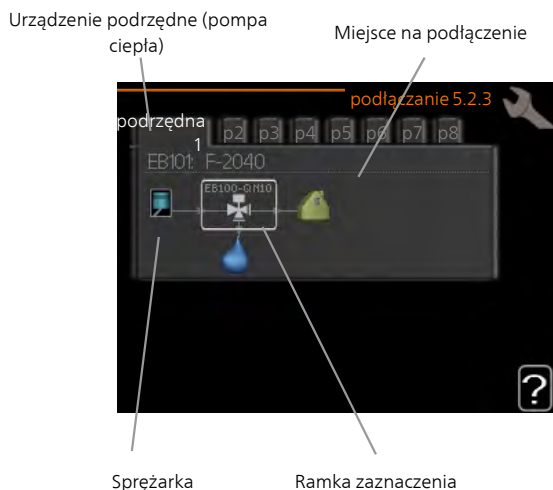 Urządzenie podrzędne (pompa
ciepła)
Miejsce na podłączenie
podłączanie 5.2.3
podrzędna
1
p2 p3 p4 p5 p6 p7 p8
EB101: F-2040
EB100-QN10
?
Sprężarka
Ramka zaznaczenia